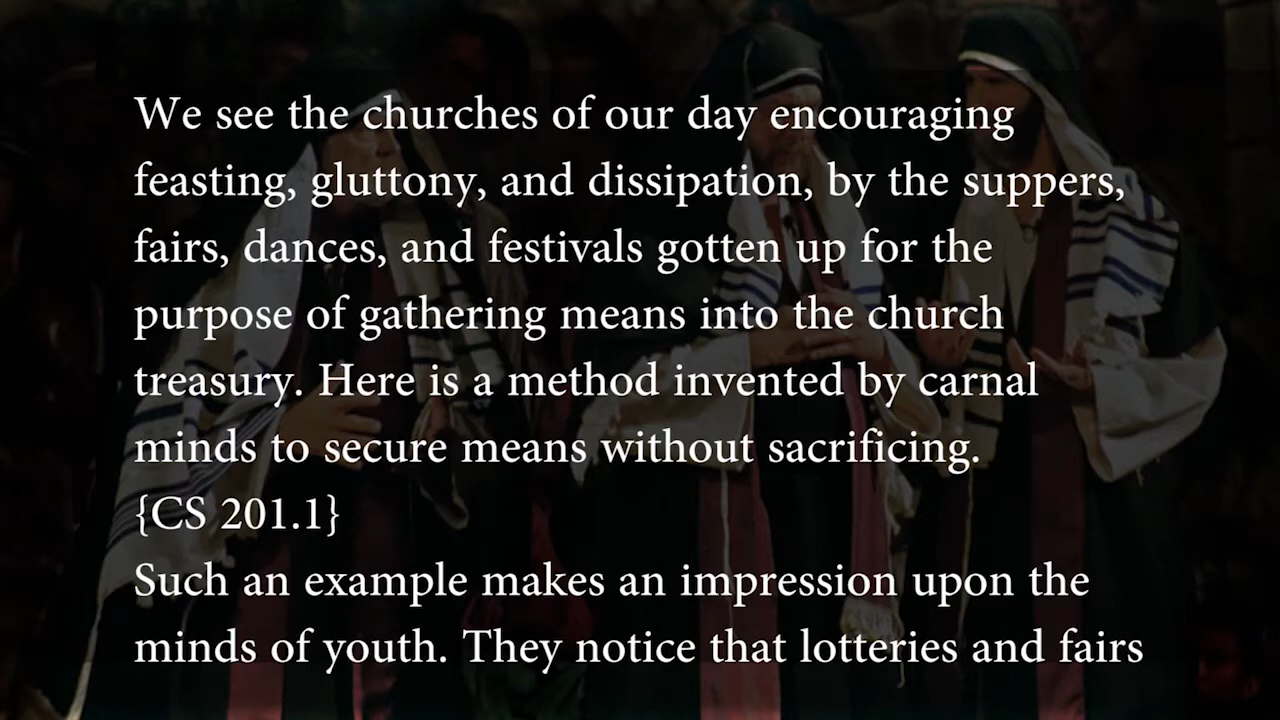 We see the churches of our day encouraging
feasting, gluttony, and dissipation, by the suppers,
fairs, dances, and festivals gotten up for the
purpose of gathering means into the church
treasury. Here is a method invented by carnal
minds to secure means without sacrificing.
{CS 201.1}
Such an example makes an impression upon the
minds of youth. They notice that lotteries and fairs